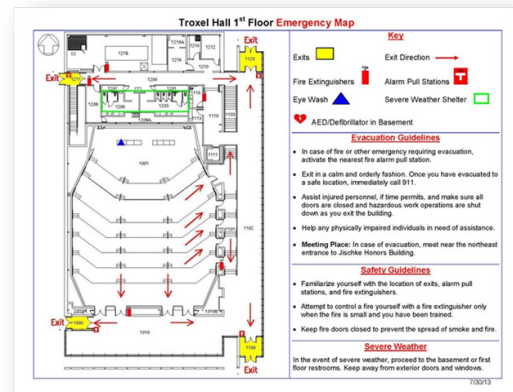 Troxel Hall 1st Floor Emergency Map
Exit
Exit
Exit
Exit
Key
Exits
Exit Direction
Fire Extinguishers
Alarm Pull Stations
Eye Wash
Severe Weather Shelter
AED/Defibrillator in Basement
Evacuation Guidelines
• In case of fire or other emergency requiring evacuation,
activate the nearest fire alarm pull station.
• Exit in a calm and orderly fashion. Once you have evacuated to
a safe location, immediately call 911.
• Assist injured personnel, if time permits, and make sure all
doors are closed and hazardous work operations are shut
down as you exit the building.
• Help any physically impaired individuals in need of assistance.
• Meeting Place: In case of evacuation, meet near the northeast
entrance to Jischke Honors Building.
Safety Guidelines
• Familiarize yourself with the location of exits, alarm pull
stations, and fire extinguishers.
• Attempt to control a fire yourself with a fire extinguisher only
when the fire is small and you have been trained.
• Keep fire doors closed to prevent the spread of smoke and fire.
Severe Weather
In the event of severe weather, proceed to the basement or first
floor restrooms. Keep away from exterior doors and windows.
7/30/13